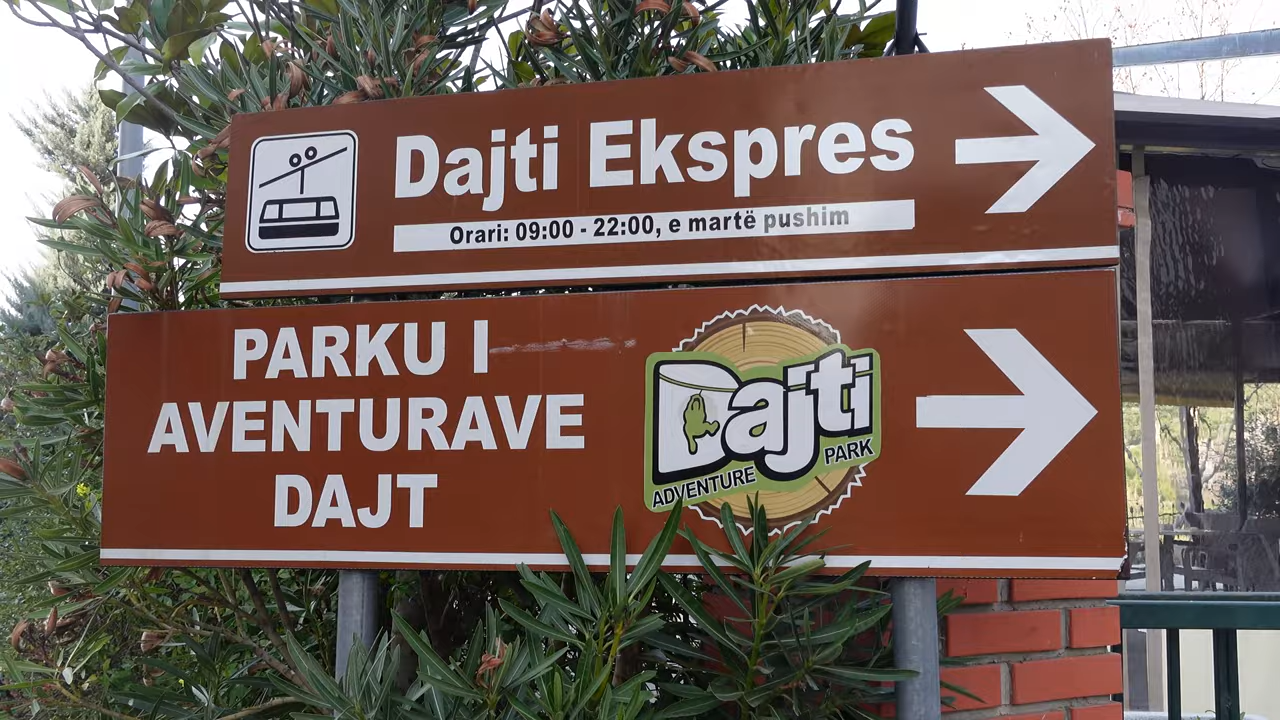 Dajti Ekspres
Orari: 09:00 - 22:00, e martë pushim
PARKU I
AVENTURAVE
DAJT
Dajti
ADVENTURE PARK